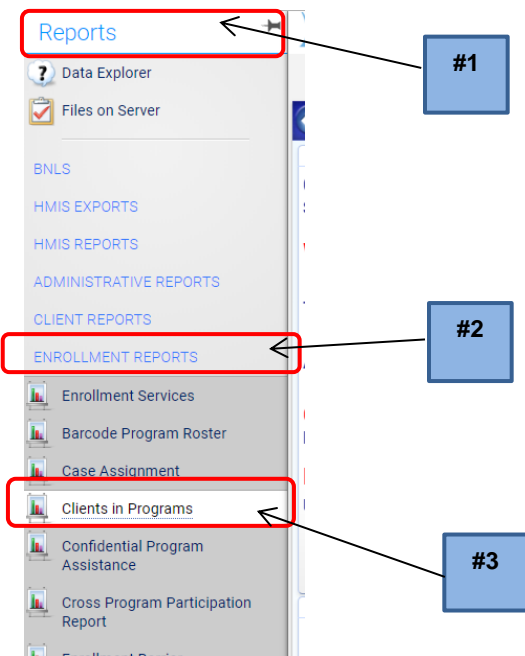 Reports
#1
Data Explorer
Files on Server
BNLS
HMIS EXPORTS
HMIS REPORTS
ADMINISTRATIVE REPORTS
CLIENT REPORTS
#2
ENROLLMENT REPORTS
Enrollment Services
Barcode Program Roster
Case Assignment
Clients in Programs
Confidential Program
Assistance
#3
Cross Program Participation
Report